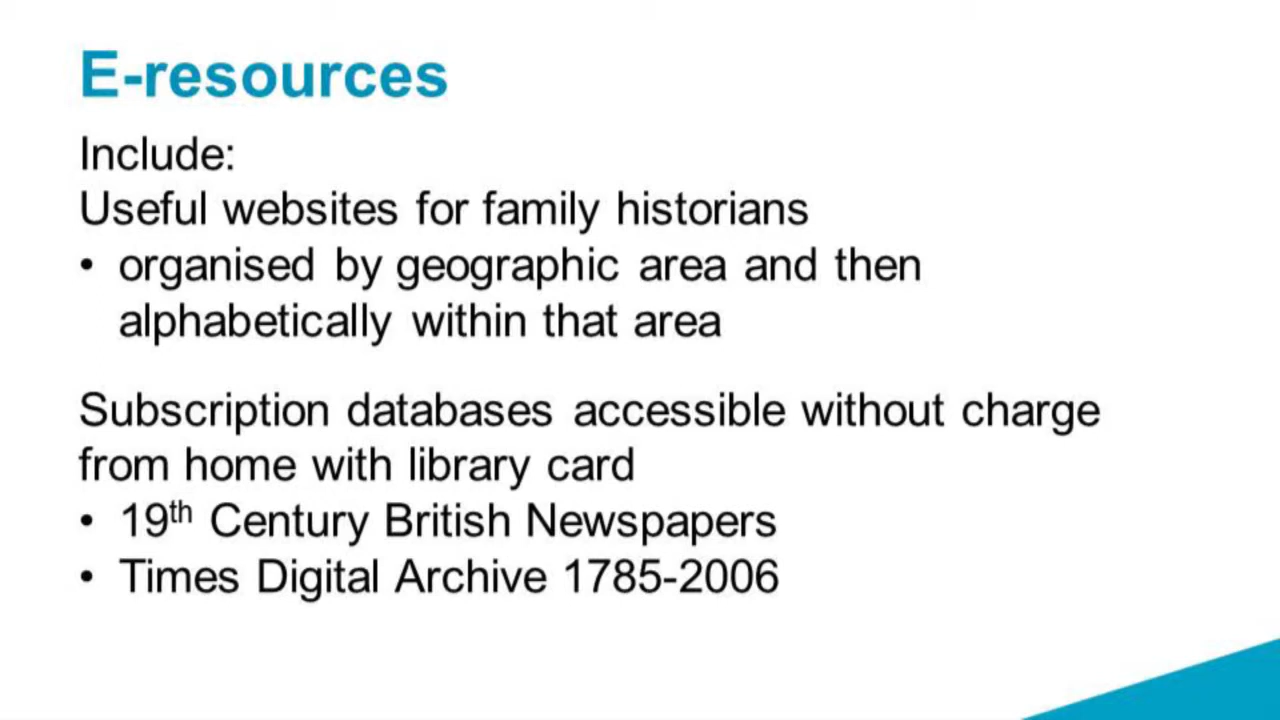 E-resources
Include:
Useful websites for family historians
• organised by geographic area and then
alphabetically within that area
Subscription databases accessible without charge
from home with library card
• 19th Century British Newspapers
• Times Digital Archive 1785-2006